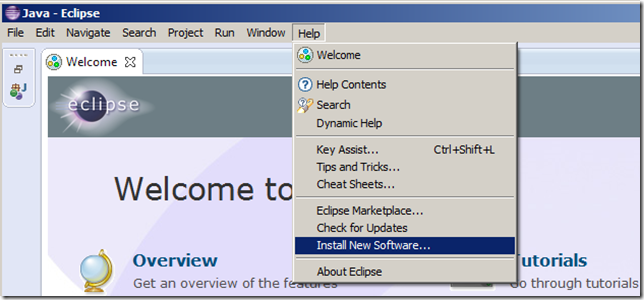 Java - Eclipse
File Edit Navigate Search Project Run Window Help
Welcome
Welcome
Help Contents
Search
Dynamic Help
Key Assist... Ctrl+Shift+L
Tips and Tricks...
Cheat Sheets...
Eclipse Marketplace...
Check for Updates
Install New Software...
About Eclipse
J
eclipse
Welcome to
Overview
Get an overview of the features
Tutorials
Go through tutorials